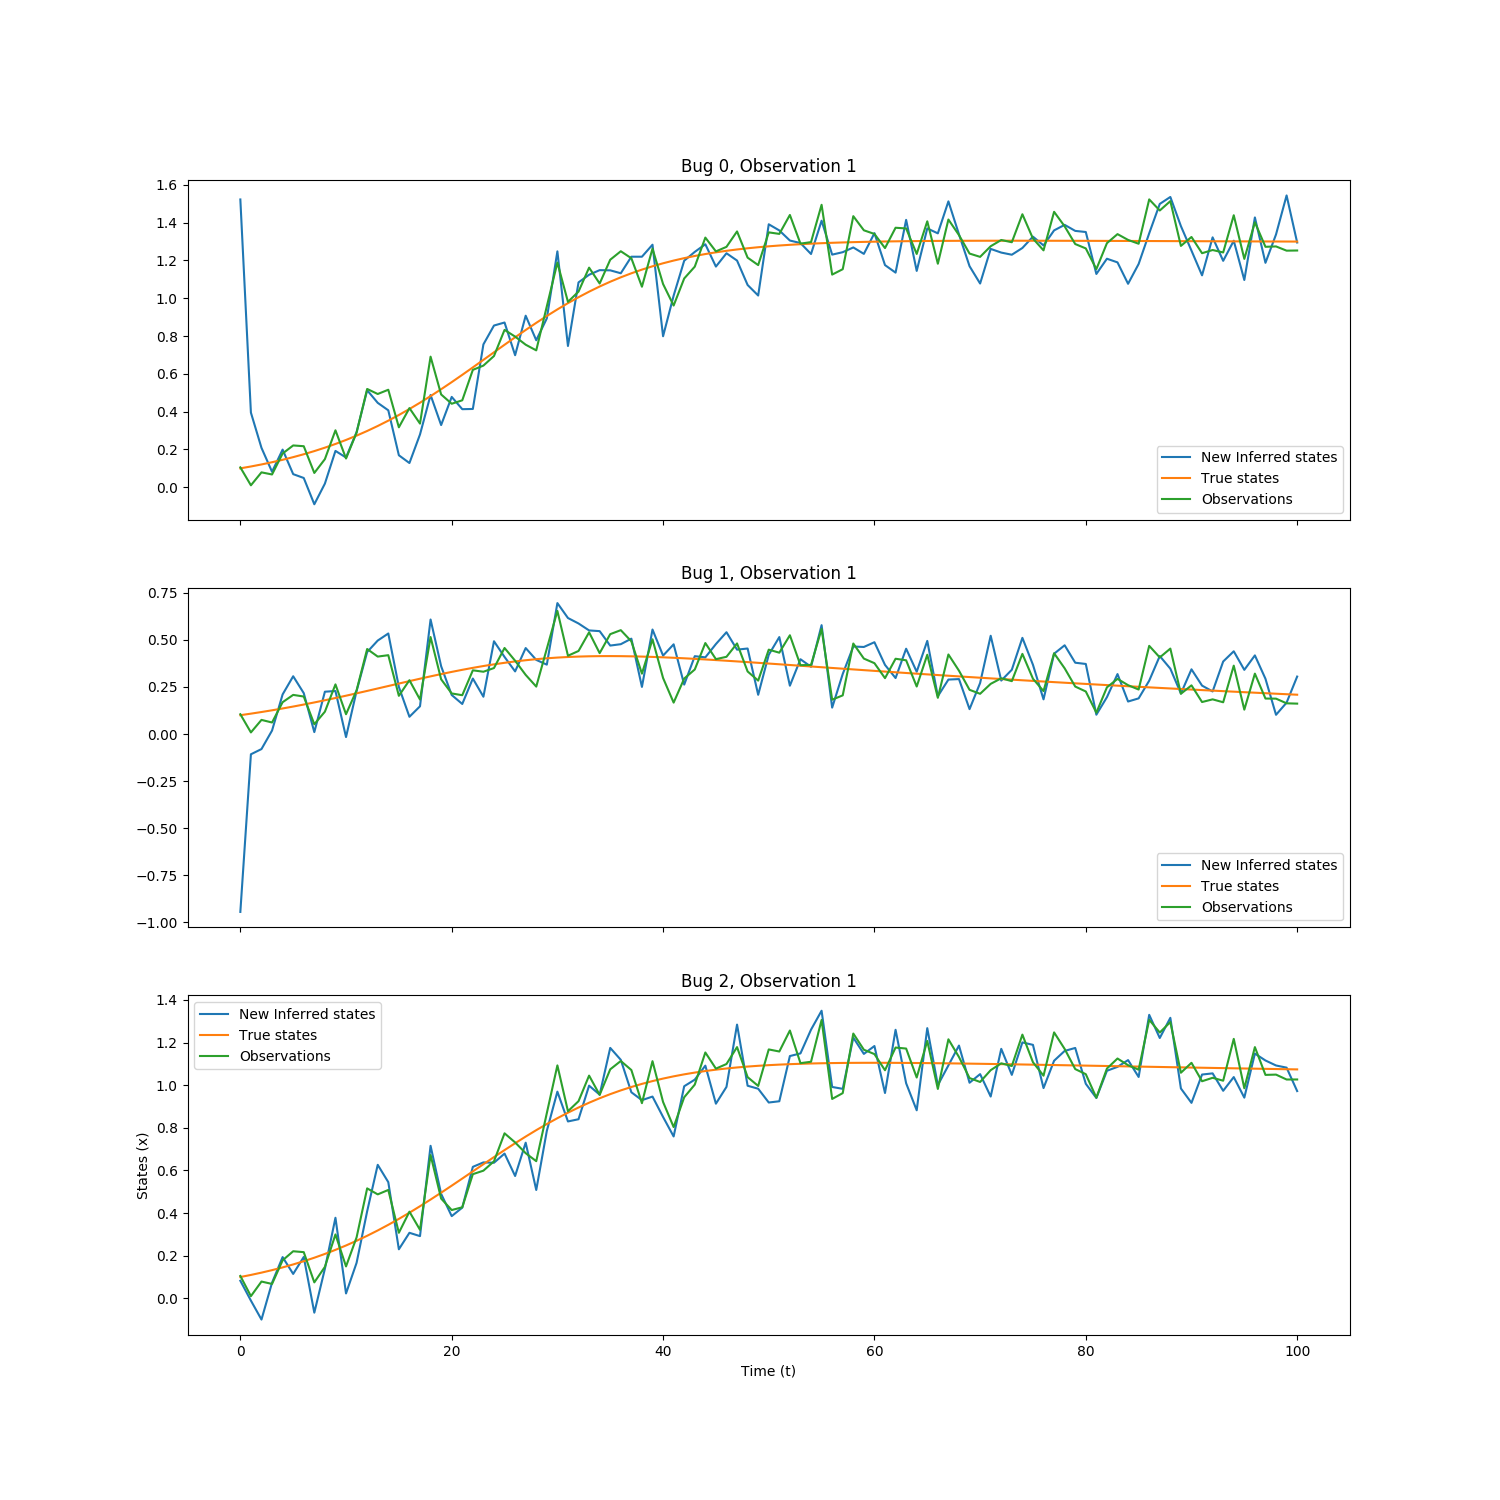 Bug 0, Observation 1
1.6
1.4
1.2
1.0
0.8
0.6
0.4
0.2
0.0
New Inferred states
True states
Observations
Bug 1, Observation 1
0.75
0.50
0.25
0.00
−0.25
−0.50
−0.75
−1.00
New Inferred states
True states
Observations
Bug 2, Observation 1
1.4
1.2
1.0
0.8
0.6
0.4
0.2
0.0
States (x)
New Inferred states
True states
Observations
0 20 40 60 80 100
Time (t)